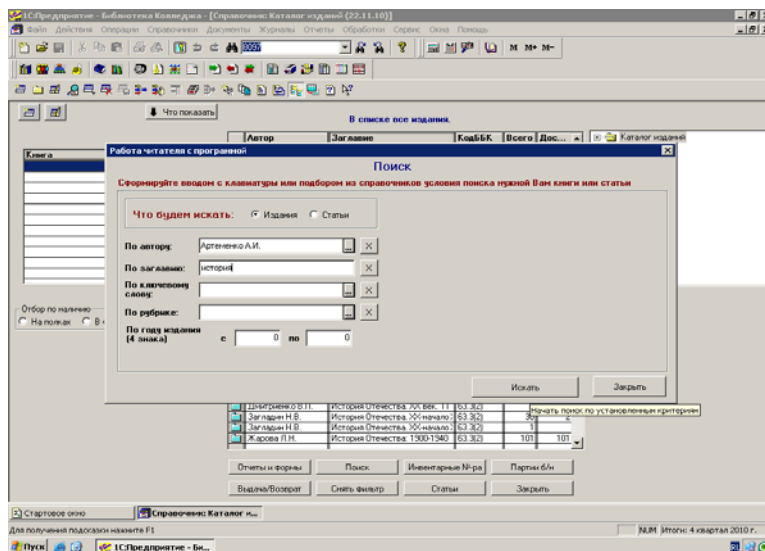 1С:Предприятие - Библиотека Колледжа - [Справочник: Каталог изданий (22.11.10)]
Файл Действия Операции Справочники Документы Журналы Отчеты Обработки Сервис Окна Помощь
M M+ M-
Что показать
В списке все издания.
Автор Заглавие КодББК Всего Дос...
Каталог изданий
Книга
Работа читателя с программой
Поиск
Сформируйте вводом с клавиатуры или подбором из справочников условия поиска нужной Вам книги или статьи
Что будем искать: Издания Статьи
По автору: Артеменко А.И. ... X
По заглавию: история X
По ключевому слову: ... X
По рубрике: ... X
По году издания (4 знака) с 0 по 0
Отбор по наличию
На полках
Искать Закрыть
Начать поиск по установленным критериям
Дмитриенко В.П. История Отечества. XX век. 11 63.3(2)
Загладин Н.В. История Отечества. XX-начало 63.3(2) 30 2
Загладин Н.В. История Отечества. XX-начало 63.3(2) 1
Жарова Л.Н. История Отечества: 1900-1940 63.3(2) 101 101
Отчеты и формы Поиск Инвентарные №-ра Партии б/н
Выдача/Возврат Снять фильтр Статьи Закрыть
Стартовое окно Справочник: Каталог и...
Для получения подсказки нажмите F1 NUM Итоги: 4 квартал 2010 г.
Пуск 1С:Предприятие - Би...